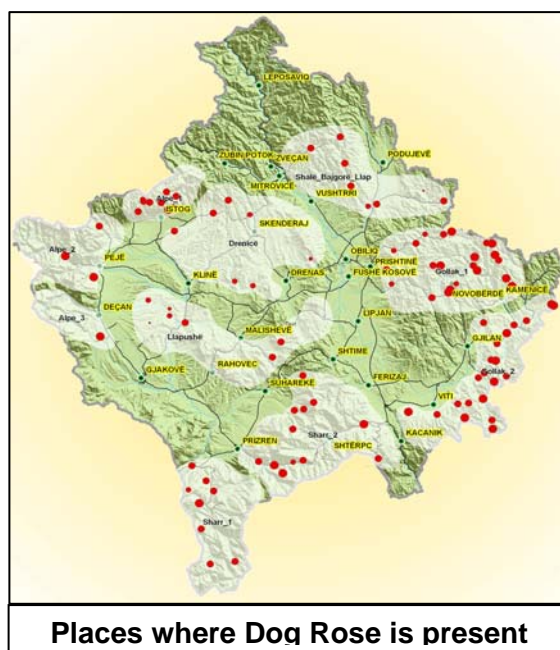 LEPOSAVIQ
ZUBIN POTOK
ZVEÇAN
PODUJEVË
MITROVICË
Shalë_Bajgorë_Llap
VUSHTRRI
ISTOG
SKENDERAJ
Alpe_2
Drenicë
OBILIQ
PRISHTINË
Gollak_1
PEJË
KLINË
DRENAS
FUSHË KOSOVË
NOVOBËRDË
KAMENICË
DEÇAN
Alpe_3
LIPJAN
Llapushë
MALISHEVË
GJILAN
RAHOVEC
SHTIME
Gollak_2
GJAKOVË
SUHAREKË
FERIZAJ
VITI
Sharr_2
KAÇANIK
PRIZREN
SHTËRPC
Sharr_1
Places where Dog Rose is present